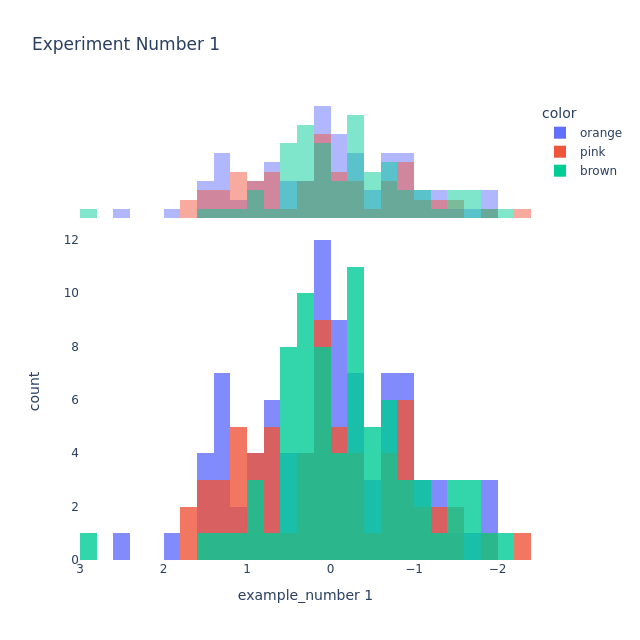 Experiment Number 1
color
orange
pink
brown
12
10
8
6
4
2
0
count
3
2
1
0
−1
−2
example_number 1